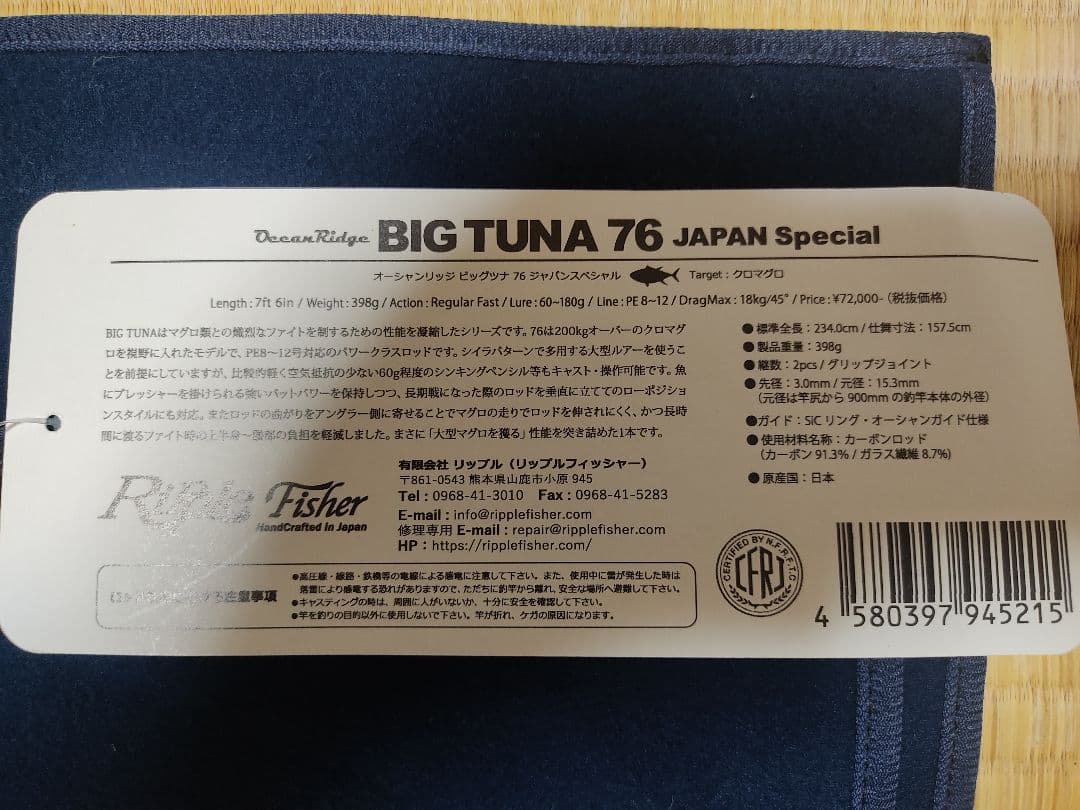 OceanRidge BIG TUNA 76 JAPAN Special
オーシャンリッジ ビッグツナ 76 ジャパンスペシャル Target : クロマグロ
Length : 7ft 6in / Weight : 398g / Action : Regular Fast / Lure : 60~180g / Line : PE 8~12 / DragMax : 18kg/45° / Price : ¥72,000-（税抜価格）
BIG TUNAはマグロ類との熾烈なファイトを制するための性能を凝縮したシリーズです。76は200kgオーバーのクロマグ
ロを視野に入れたモデルで、PE8～12号対応のパワークラスロッドです。シイラパターンで多用する大型ルアーを使うこ
とを前提にしていますが、比較的軽く空気抵抗の少ない60g程度のシンキングペンシル等もキャスト・操作可能です。魚
にプレッシャーを掛けられる強いバットパワーを保持しつつ、長期戦になった際のロッドを垂直に立ててのローポジショ
ンスタイルにも対応。またロッドの曲がりをアングラー側に寄せることでマグロの走りでロッドを伸されにくく、かつ長時
間に渡るファイト時の上半身～腰部の負担を軽減しました。まさに「大型マグロを獲る」性能を突き詰めた1本です。
●標準全長：234.0cm / 仕舞寸法：157.5cm
●製品重量：398g
●継数：2pcs / グリップジョイント
●先径：3.0mm / 元径：15.3mm
（元径は竿尻から 900mm の釣竿本体の外径）
●ガイド：SiC リング・オーシャンガイド仕様
●使用材料名称：カーボンロッド
（カーボン 91.3% / ガラス繊維 8.7%）
●原産国：日本
Ripple Fisher
HandCrafted in Japan
有限会社 リップル（リップルフィッシャー）
〒861-0543 熊本県山鹿市小原 945
Tel : 0968-41-3010 Fax : 0968-41-5283
E-mail : info@ripplefisher.com
修理専用 E-mail : repair@ripplefisher.com
HP : https://ripplefisher.com/
注意事項
●高圧線・線路・鉄橋等の電線による感電に注意して下さい。また、使用中に雷が発生した時は
落雷により感電する恐れがありますので、ただちに釣竿から離れ、安全な場所へ避難して下さい。
●キャスティングの時は、周囲に人がいないか、十分に安全を確認して下さい。
●竿を釣りの目的以外に使用しないで下さい。竿が折れ、ケガの原因になります。
CERTIFIED BY N.F.R.F.T.C
CFRJ
4 580397 945215